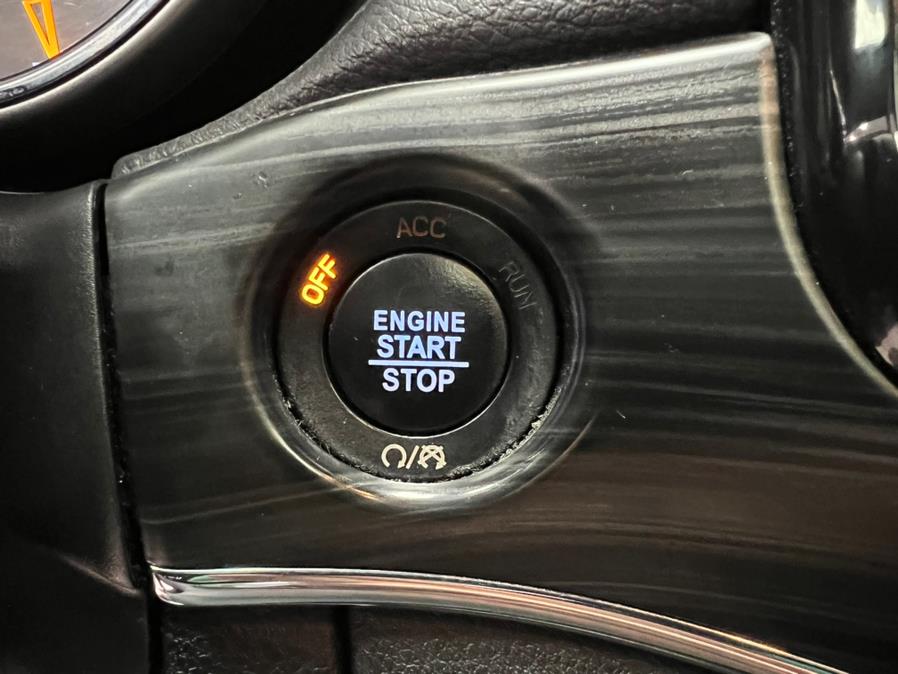 ACC
OFF
RUN
ENGINE
START
STOP